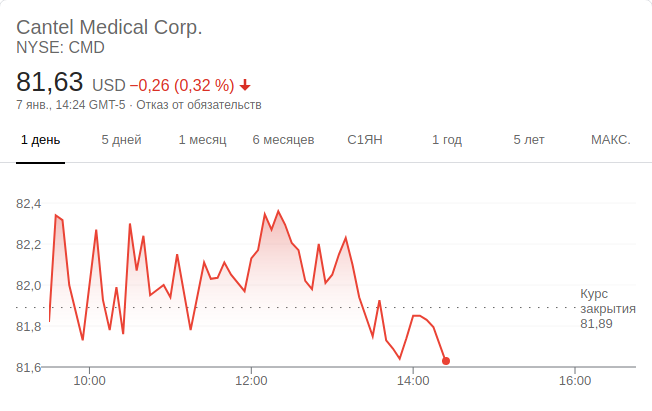 Cantel Medical Corp.
NYSE: CMD
81,63 USD −0,26 (0,32 %)
7 янв., 14:24 GMT-5 · Отказ от обязательств
1 день 5 дней 1 месяц 6 месяцев С1ЯН 1 год 5 лет МАКС.
82,4
82,2
82,0
81,8
81,6
Курс
закрытия
81,89
10:00 12:00 14:00 16:00